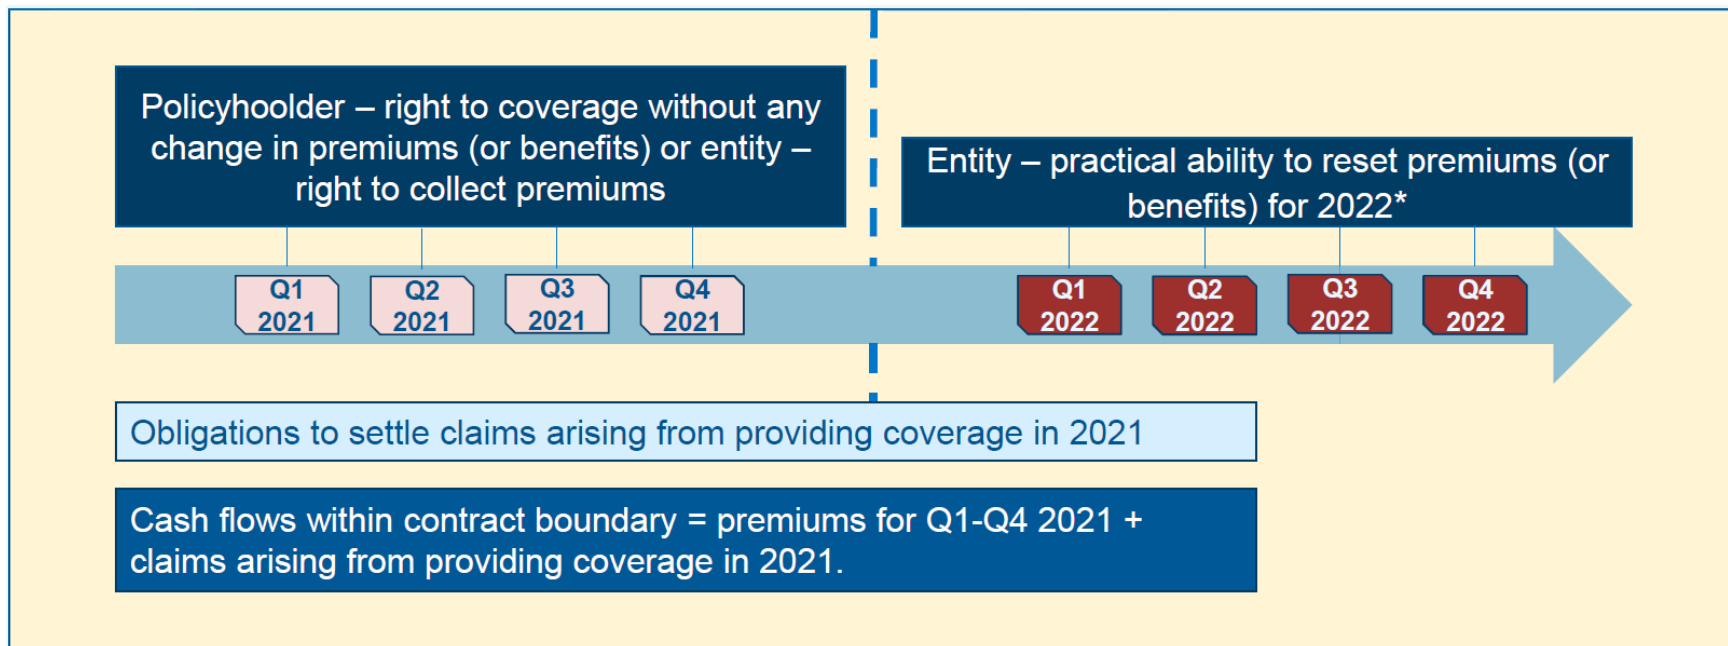 Policyhoolder – right to coverage without any
change in premiums (or benefits) or entity –
right to collect premiums
Entity – practical ability to reset premiums (or
benefits) for 2022*
Q1
2021
Q2
2021
Q3
2021
Q4
2021
Q1
2022
Q2
2022
Q3
2022
Q4
2022
Obligations to settle claims arising from providing coverage in 2021
Cash flows within contract boundary = premiums for Q1-Q4 2021 +
claims arising from providing coverage in 2021.